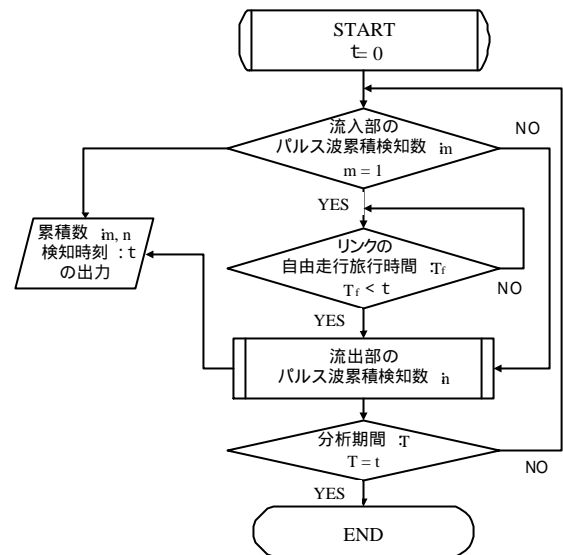 START
t=0
流入部の
パルス波累積検知数 :m
m = 1
NO
YES
累積数 :m, n
検知時刻 : t
の出力
リンクの
自由走行旅行時間 :Tf
Tf < t
NO
YES
流出部の
パルス波累積検知数 :n
分析期間 :T
T = t
NO
YES
END